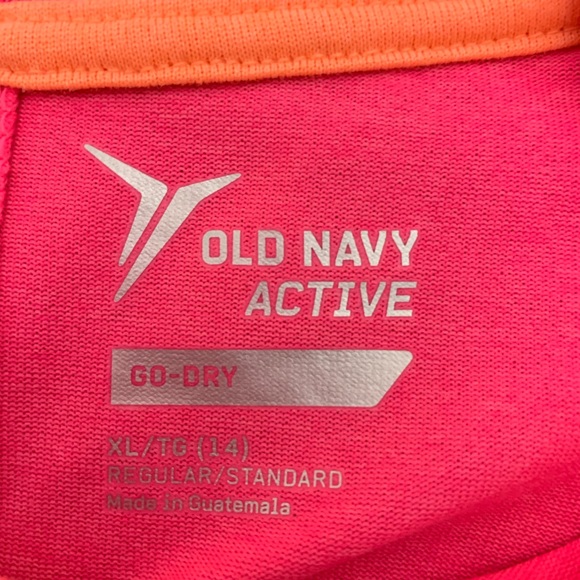 OLD NAVY
ACTIVE
GO-DRY
XL/TG (14)
REGULAR/STANDARD
Made in Guatemala